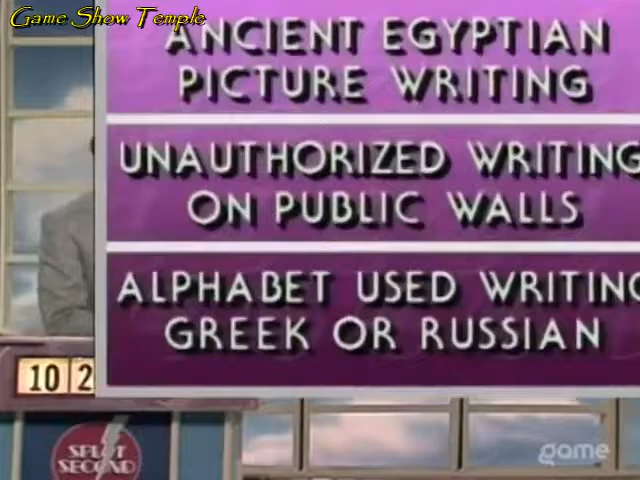 Game Show Temple
ANCIENT EGYPTIAN
PICTURE WRITING
UNAUTHORIZED WRITING
ON PUBLIC WALLS
ALPHABET USED WRITING
GREEK OR RUSSIAN
10 2
SPLIT
SECOND
game